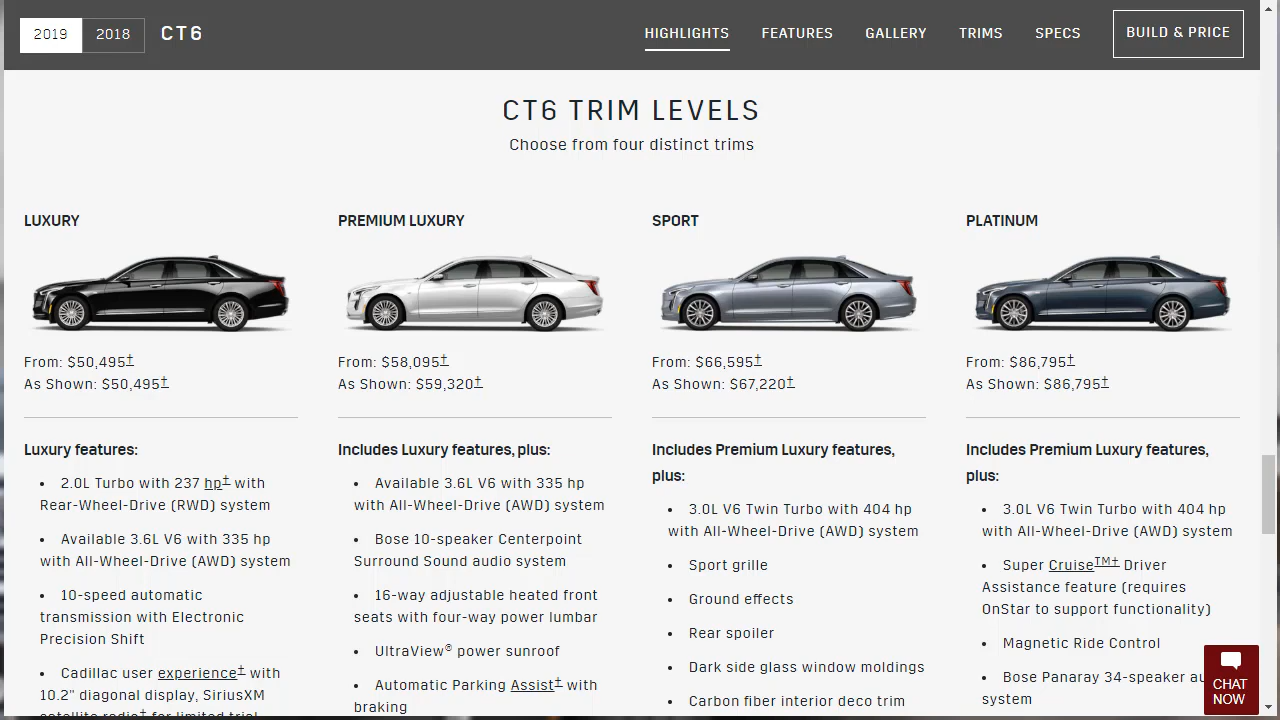 2019 2018 CT6 HIGHLIGHTS FEATURES GALLERY TRIMS SPECS BUILD & PRICE
CT6 TRIM LEVELS
Choose from four distinct trims
LUXURY
From: $50,495†
As Shown: $50,495†
Luxury features:
• 2.0L Turbo with 237 hp† with
Rear-Wheel-Drive (RWD) system
• Available 3.6L V6 with 335 hp
with All-Wheel-Drive (AWD) system
• 10-speed automatic
transmission with Electronic
Precision Shift
• Cadillac user experience† with
10.2" diagonal display, SiriusXM
satellite radio† for limited trial
PREMIUM LUXURY
From: $58,095†
As Shown: $59,320†
Includes Luxury features, plus:
• Available 3.6L V6 with 335 hp
with All-Wheel-Drive (AWD) system
• Bose 10-speaker Centerpoint
Surround Sound audio system
• 16-way adjustable heated front
seats with four-way power lumbar
• UltraView® power sunroof
• Automatic Parking Assist† with
braking
SPORT
From: $66,595†
As Shown: $67,220†
Includes Premium Luxury features,
plus:
• 3.0L V6 Twin Turbo with 404 hp
with All-Wheel-Drive (AWD) system
• Sport grille
• Ground effects
• Rear spoiler
• Dark side glass window moldings
• Carbon fiber interior deco trim
PLATINUM
From: $86,795†
As Shown: $86,795†
Includes Premium Luxury features,
plus:
• 3.0L V6 Twin Turbo with 404 hp
with All-Wheel-Drive (AWD) system
• Super Cruise™† Driver
Assistance feature (requires
OnStar to support functionality)
• Magnetic Ride Control
• Bose Panaray 34-speaker au
system
CHAT
NOW